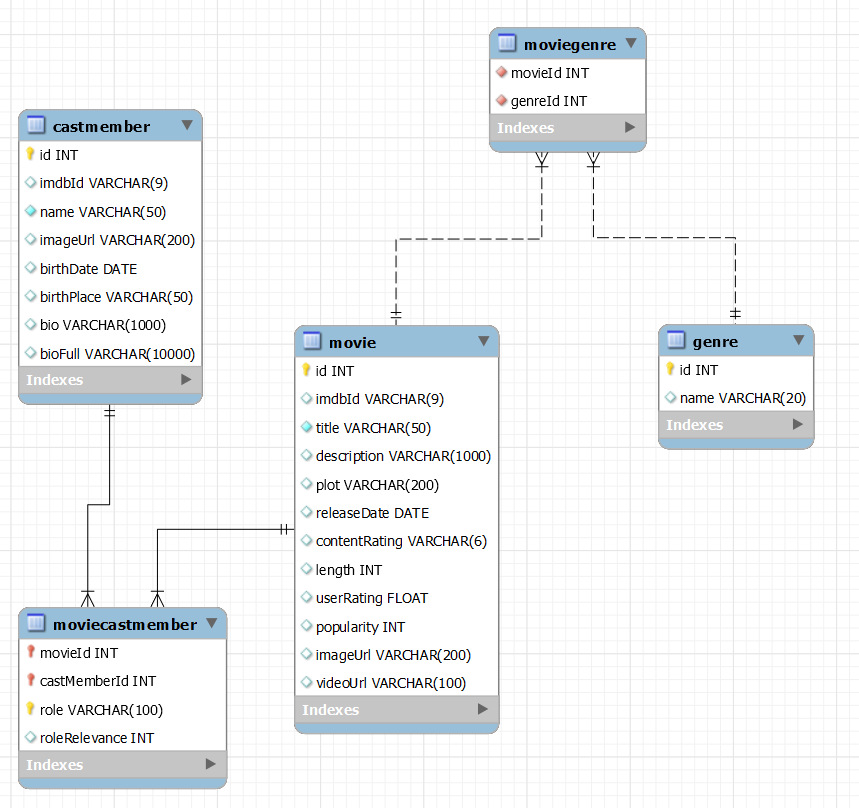 moviegenre
movieId INT
genreId INT
Indexes
castmember
id INT
imdbId VARCHAR(9)
name VARCHAR(50)
imageUrl VARCHAR(200)
birthDate DATE
birthPlace VARCHAR(50)
bio VARCHAR(1000)
bioFull VARCHAR(10000)
Indexes
movie
id INT
imdbId VARCHAR(9)
title VARCHAR(50)
description VARCHAR(1000)
plot VARCHAR(200)
releaseDate DATE
contentRating VARCHAR(6)
length INT
userRating FLOAT
popularity INT
imageUrl VARCHAR(200)
videoUrl VARCHAR(100)
Indexes
genre
id INT
name VARCHAR(20)
Indexes
moviecastmember
movieId INT
castMemberId INT
role VARCHAR(100)
roleRelevance INT
Indexes